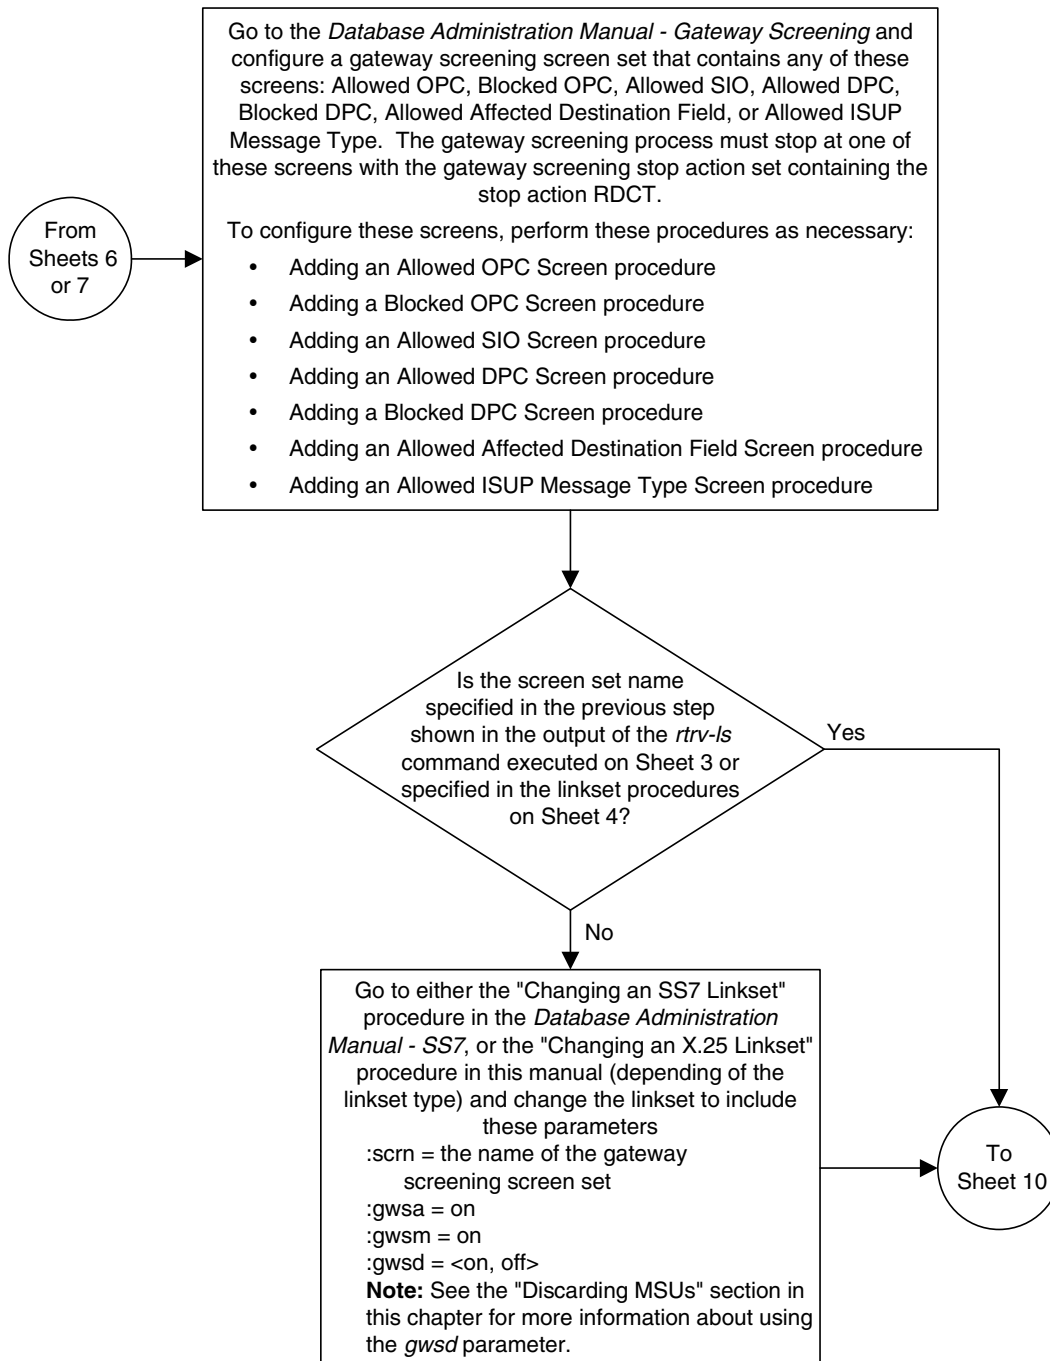 Go to the Database Administration Manual - Gateway Screening and
configure a gateway screening screen set that contains any of these
screens: Allowed OPC, Blocked OPC, Allowed SIO, Allowed DPC,
Blocked DPC, Allowed Affected Destination Field, or Allowed ISUP
Message Type. The gateway screening process must stop at one of
these screens with the gateway screening stop action set containing the
stop action RDCT.
From
Sheets 6
or 7
To configure these screens, perform these procedures as necessary:
• Adding an Allowed OPC Screen procedure
• Adding a Blocked OPC Screen procedure
• Adding an Allowed SIO Screen procedure
• Adding an Allowed DPC Screen procedure
• Adding a Blocked DPC Screen procedure
• Adding an Allowed Affected Destination Field Screen procedure
• Adding an Allowed ISUP Message Type Screen procedure
Is the screen set name
specified in the previous step
shown in the output of the rtrv-ls
command executed on Sheet 3 or
specified in the linkset procedures
on Sheet 4?
Yes
No
Go to either the "Changing an SS7 Linkset"
procedure in the Database Administration
Manual - SS7, or the "Changing an X.25 Linkset"
procedure in this manual (depending of the
linkset type) and change the linkset to include
these parameters
:scrn = the name of the gateway
screening screen set
:gwsa = on
:gwsm = on
:gwsd = <on, off>
Note: See the "Discarding MSUs" section in
this chapter for more information about using
the gwsd parameter.
To
Sheet 10